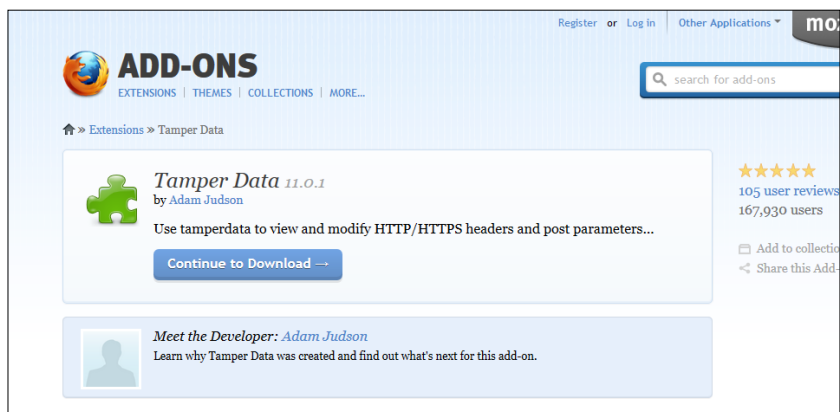 Register or Log in Other Applications
ADD-ONS
EXTENSIONS | THEMES | COLLECTIONS | MORE...
search for add-ons
» Extensions » Tamper Data
Tamper Data 11.0.1
by Adam Judson
Use tamperdata to view and modify HTTP/HTTPS headers and post parameters...
Continue to Download →
105 user reviews
167,930 users
Add to collectio
Share this Add-
Meet the Developer: Adam Judson
Learn why Tamper Data was created and find out what's next for this add-on.